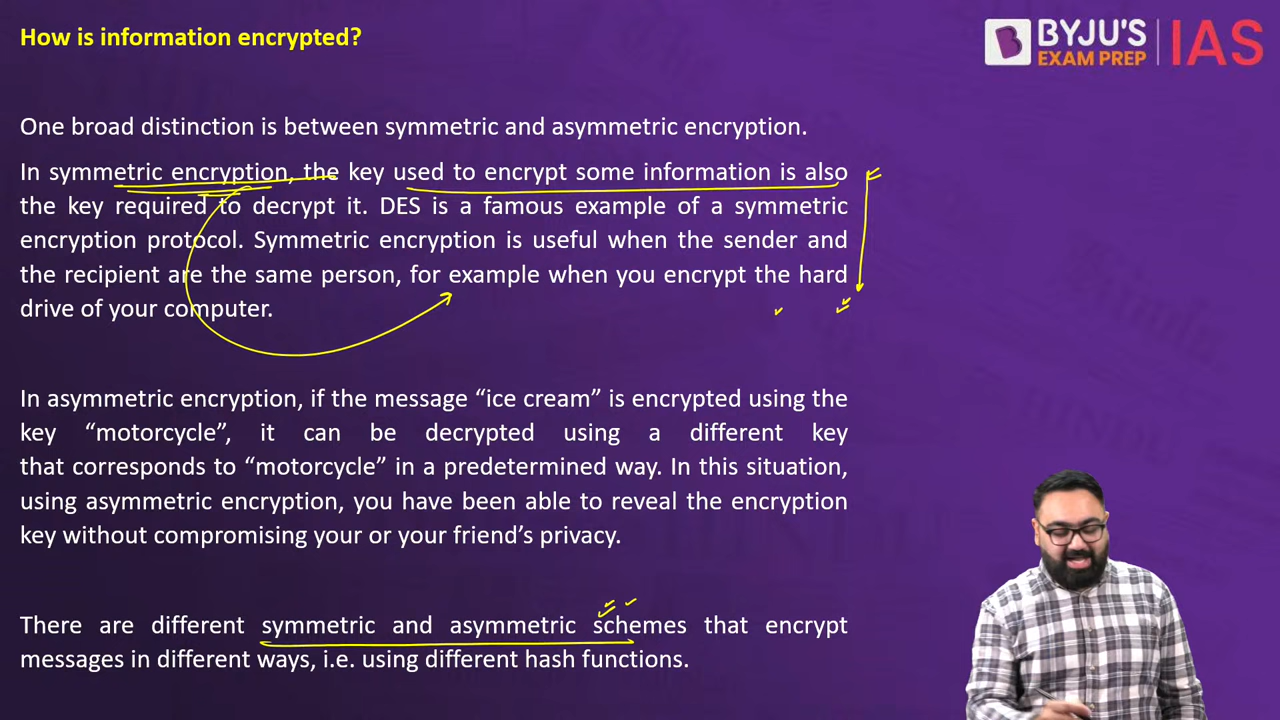 How is information encrypted?
BYJU'S
EXAM PREP
IAS
One broad distinction is between symmetric and asymmetric encryption.
In symmetric encryption, the key used to encrypt some information is also
the key required to decrypt it. DES is a famous example of a symmetric
encryption protocol. Symmetric encryption is useful when the sender and
the recipient are the same person, for example when you encrypt the hard
drive of your computer.
In asymmetric encryption, if the message “ice cream” is encrypted using the
key “motorcycle”, it can be decrypted using a different key
that corresponds to “motorcycle” in a predetermined way. In this situation,
using asymmetric encryption, you have been able to reveal the encryption
key without compromising your or your friend’s privacy.
There are different symmetric and asymmetric schemes that encrypt
messages in different ways, i.e. using different hash functions.